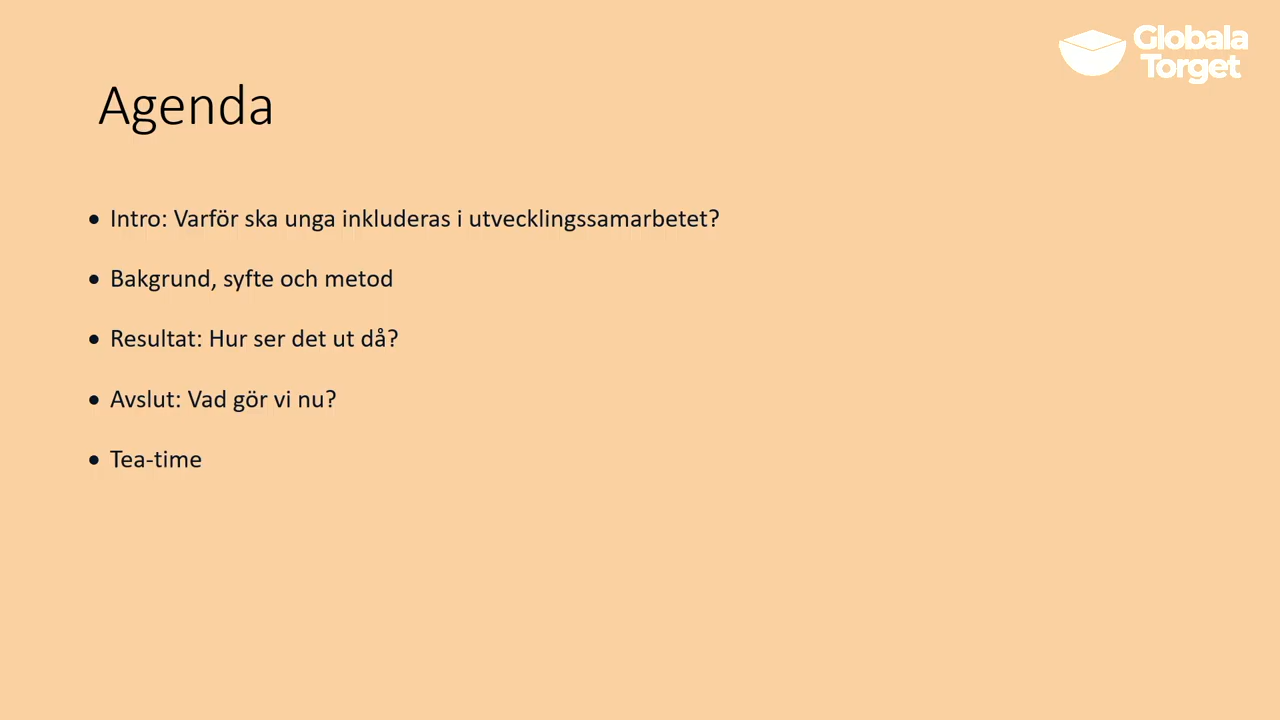 Globala
Torget
Agenda
• Intro: Varför ska unga inkluderas i utvecklingssamarbetet?
• Bakgrund, syfte och metod
• Resultat: Hur ser det ut då?
• Avslut: Vad gör vi nu?
• Tea-time